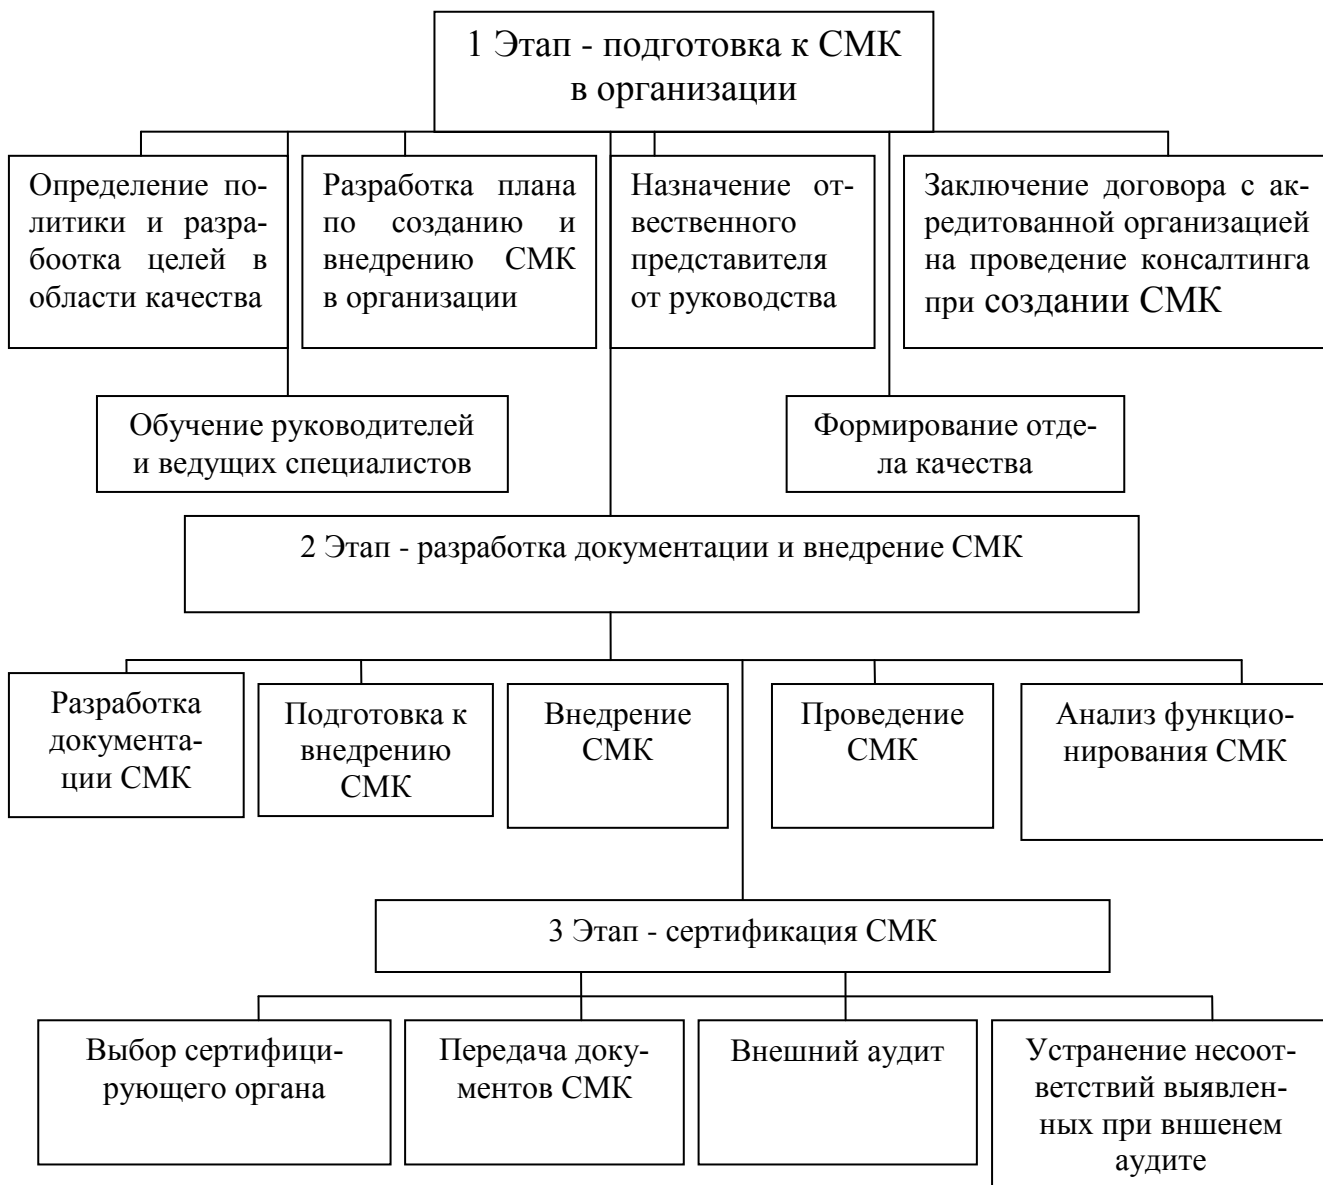 1 Этап - подготовка к СМК
в организации
Определение по-
литики и разра-
боотка целей в
области качества
Разработка плана
по созданию и
внедрению СМК
в организации
Назначение от-
вественного
представителя
от руководства
Заключение договора с ак-
редитованной организацией
на проведение консалтинга
при создании СМК
Обучение руководителей
и ведущих специалистов
Формирование отде-
ла качества
2 Этап - разработка документации и внедрение СМК
Разработка
документа-
ции СМК
Подготовка к
внедрению
СМК
Внедрение
СМК
Проведение
СМК
Анализ функцио-
нирования СМК
3 Этап - сертификация СМК
Выбор сертифици-
рующего органа
Передача доку-
ментов СМК
Внешний аудит
Устранение несоот-
ветствий выявлен-
ных при вншенем
аудите